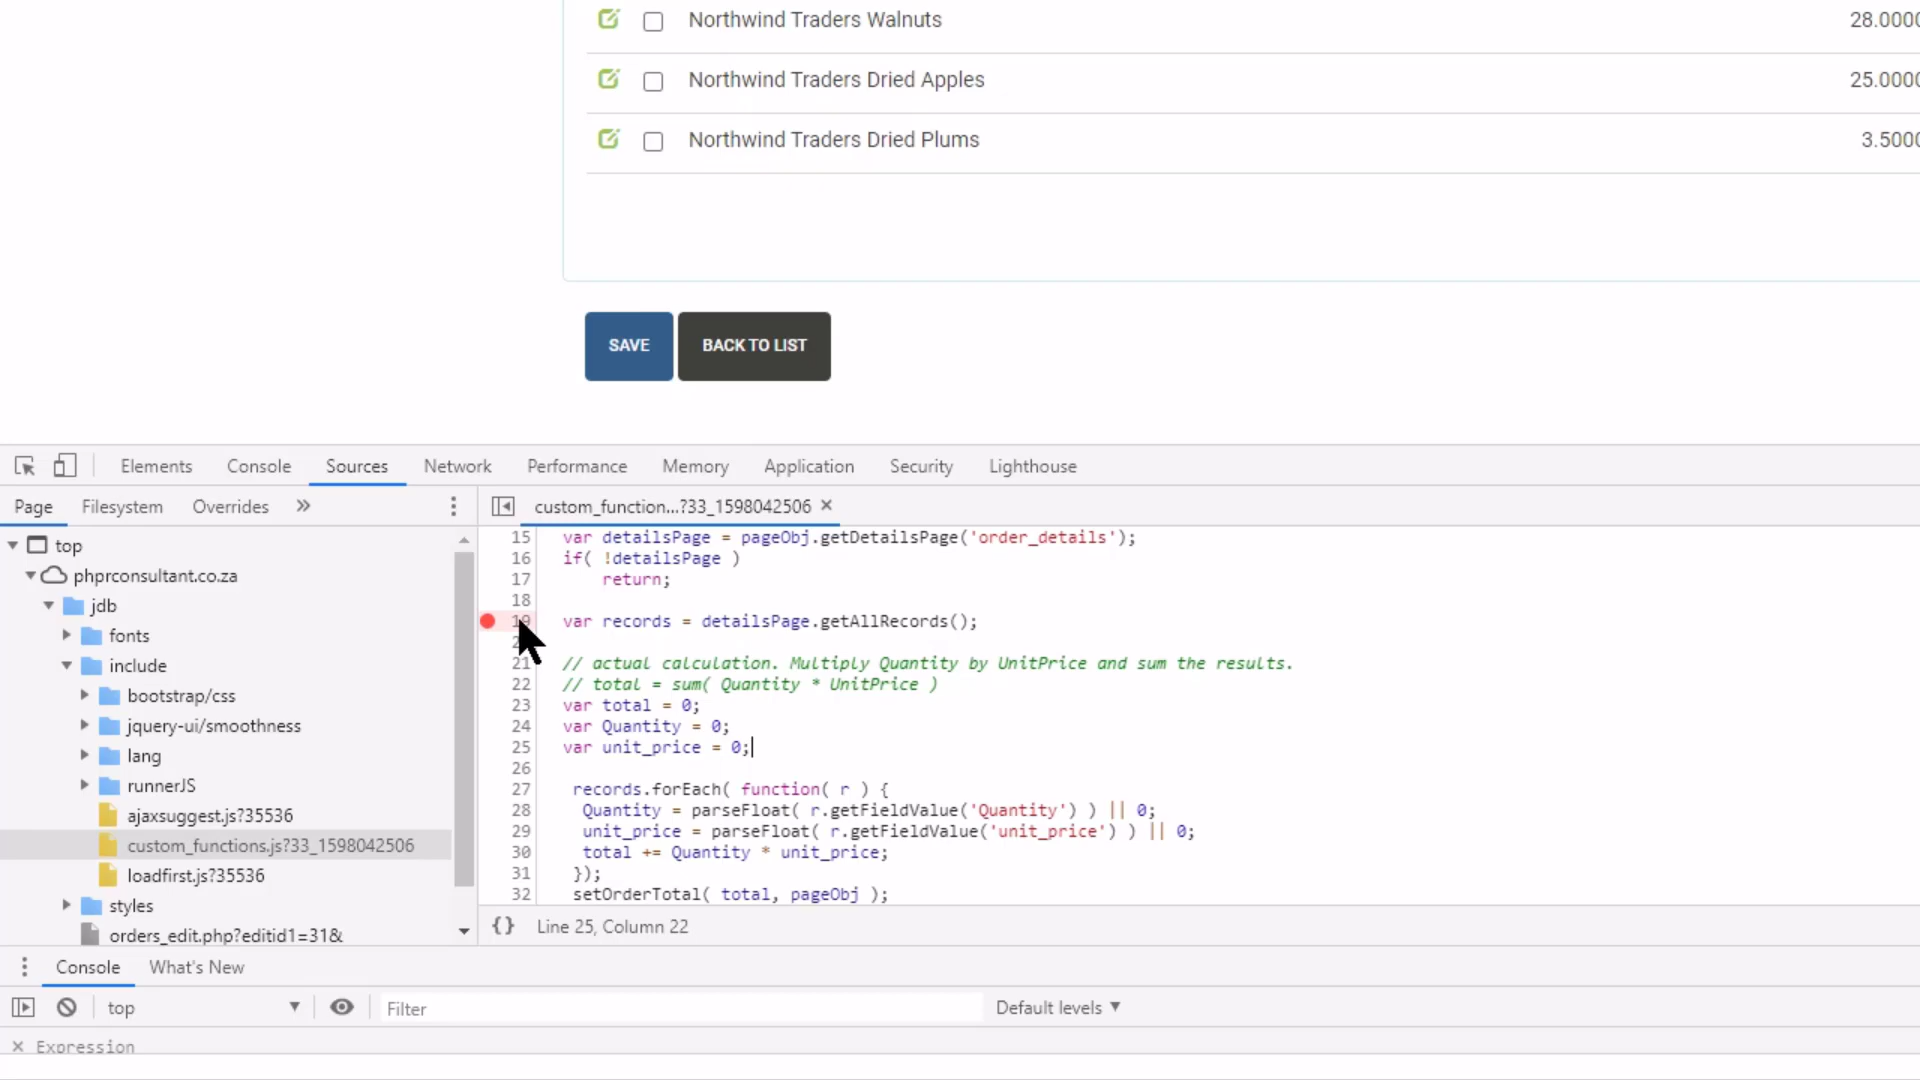 Northwind Traders Walnuts 28.0000
Northwind Traders Dried Apples 25.0000
Northwind Traders Dried Plums 3.5000
SAVE BACK TO LIST
Elements Console Sources Network Performance Memory Application Security Lighthouse
Page Filesystem Overrides » custom_function...?33_1598042506 ×
top
phprconsultant.co.za
jdb
fonts
include
bootstrap/css
jquery-ui/smoothness
lang
runnerJS
ajaxsuggest.js?35536
custom_functions.js?33_1598042506
loadfirst.js?35536
styles
orders_edit.php?editid1=31&
15 var detailsPage = pageObj.getDetailsPage('order_details');
16 if( !detailsPage )
17 return;
18
19 var records = detailsPage.getAllRecords();
21 // actual calculation. Multiply Quantity by UnitPrice and sum the results.
22 // total = sum( Quantity * UnitPrice )
23 var total = 0;
24 var Quantity = 0;
25 var unit_price = 0;
26
27 records.forEach( function( r ) {
28 Quantity = parseFloat( r.getFieldValue('Quantity') ) || 0;
29 unit_price = parseFloat( r.getFieldValue('unit_price') ) || 0;
30 total += Quantity * unit_price;
31 });
32 setOrderTotal( total, pageObj );
{} Line 25, Column 22
Console What's New
top Filter Default levels
× Expression